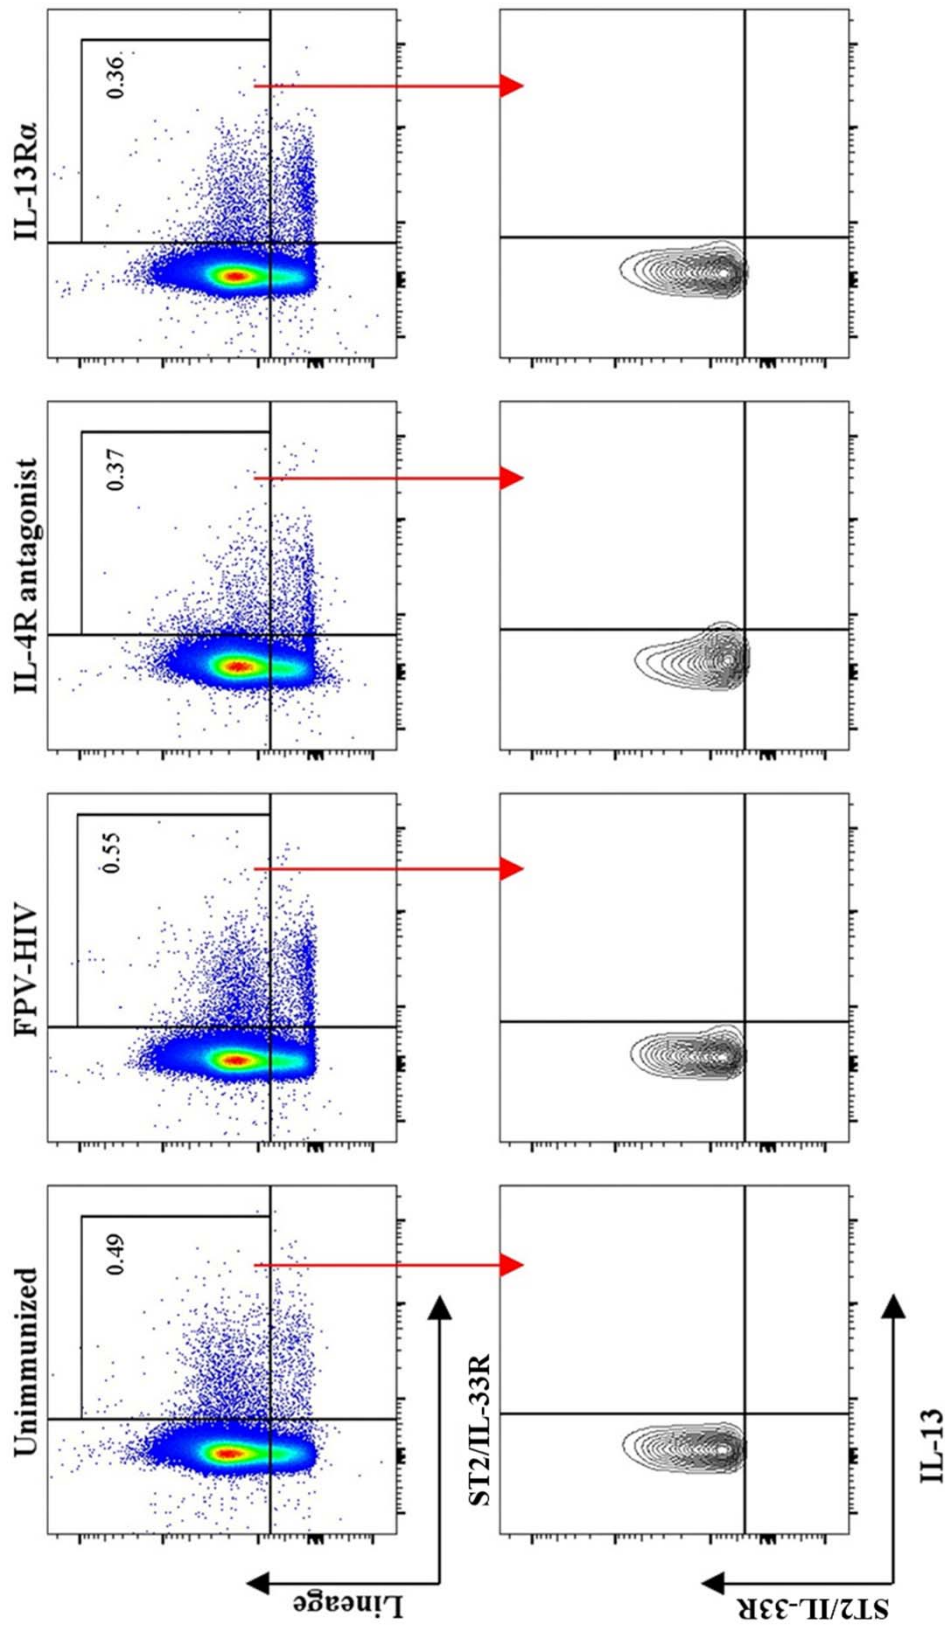 Unimmunized
FPV-HIV
IL-4R antagonist
IL-13Rα
0.49
0.55
0.37
0.36
Lineage
ST2/IL-33R
ST2/IL-33R
IL-13